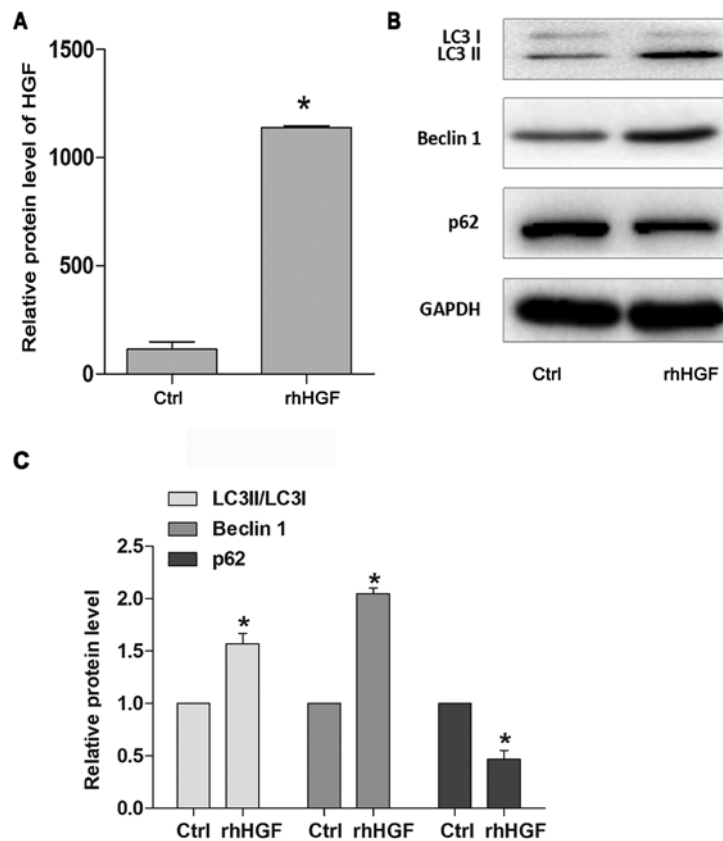 A
Relative protein level of HGF
1500
1000
500
0
*
Ctrl
rhHGF
B
LC3 I
LC3 II
Beclin 1
p62
GAPDH
Ctrl
rhHGF
C
LC3II/LC3I
Beclin 1
p62
Relative protein level
2.5
2.0
1.5
1.0
0.5
0.0
*
*
*
Ctrl rhHGF Ctrl rhHGF Ctrl rhHGF